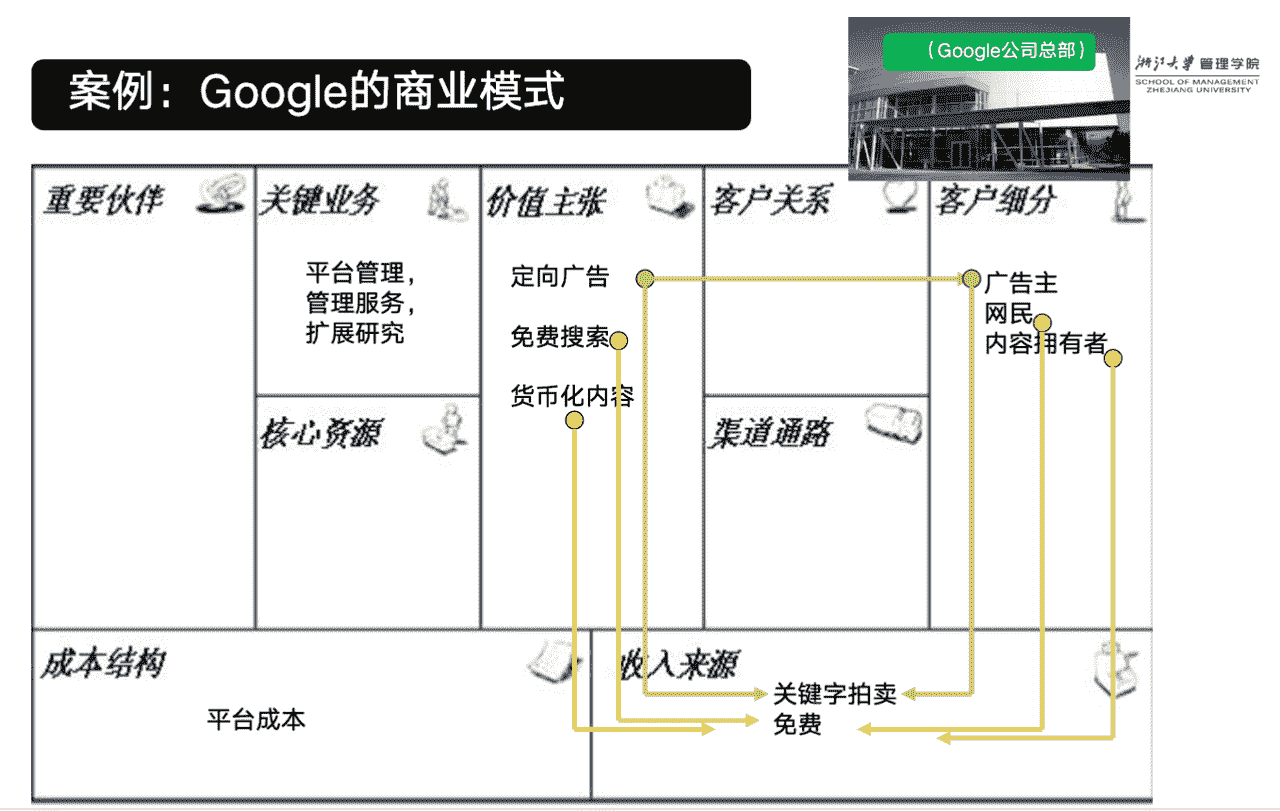 案例：Google的商业模式
（Google公司总部）
浙江大学 管理学院
SCHOOL OF MANAGEMENT
ZHEJIANG UNIVERSITY
重要伙伴
关键业务
平台管理，
管理服务，
扩展研究
核心资源
价值主张
定向广告
免费搜索
货币化内容
客户关系
渠道通路
客户细分
广告主
网民
内容拥有者
成本结构
平台成本
收入来源
关键字拍卖
免费